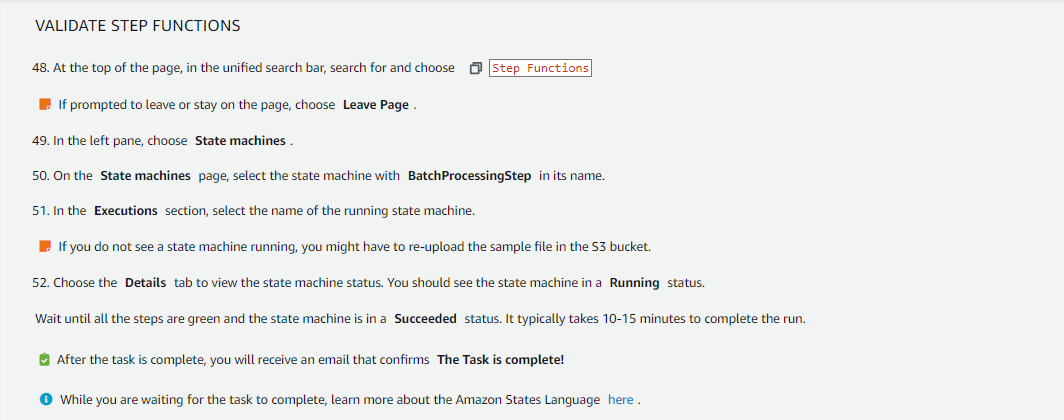 VALIDATE STEP FUNCTIONS
48. At the top of the page, in the unified search bar, search for and choose Step Functions
If prompted to leave or stay on the page, choose Leave Page .
49. In the left pane, choose State machines .
50. On the State machines page, select the state machine with BatchProcessingStep in its name.
51. In the Executions section, select the name of the running state machine.
If you do not see a state machine running, you might have to re-upload the sample file in the S3 bucket.
52. Choose the Details tab to view the state machine status. You should see the state machine in a Running status.
Wait until all the steps are green and the state machine is in a Succeeded status. It typically takes 10-15 minutes to complete the run.
After the task is complete, you will receive an email that confirms The Task is complete!
While you are waiting for the task to complete, learn more about the Amazon States Language here .